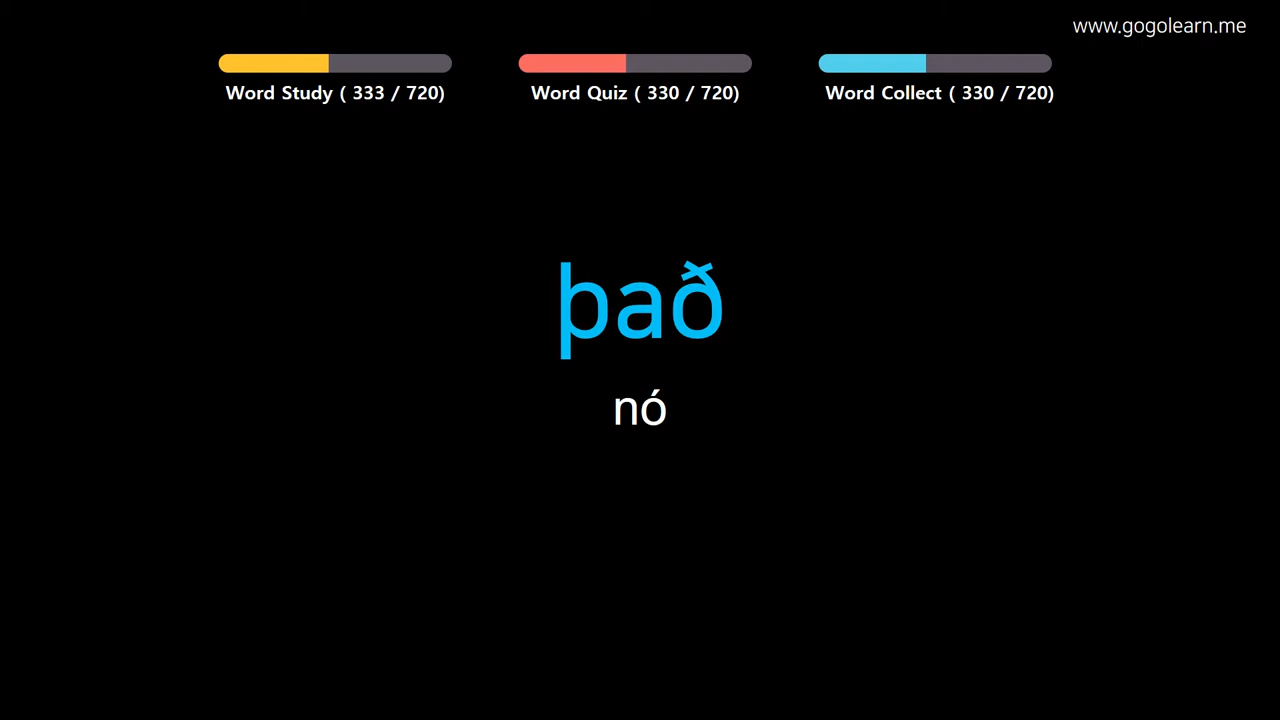 www.gogolearn.me
Word Study ( 333 / 720)
Word Quiz ( 330 / 720)
Word Collect ( 330 / 720)
það
nó